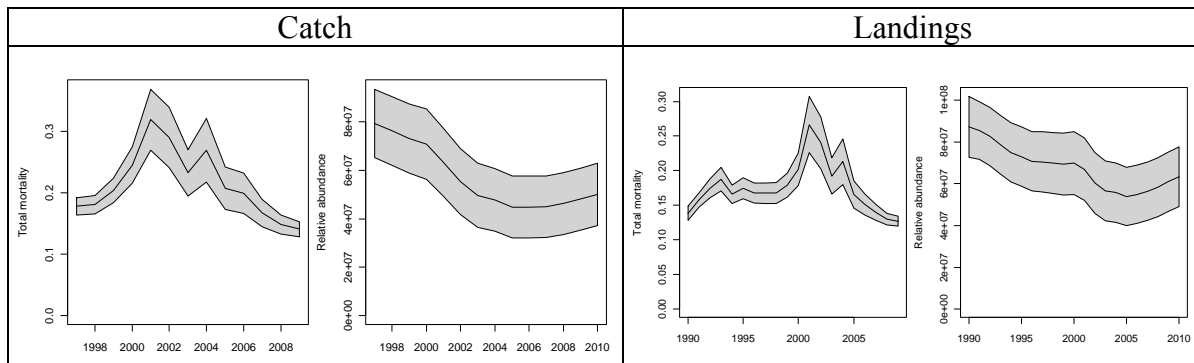 Catch
Landings
Total mortality
0.0
0.1
0.2
0.3
1998 2000 2002 2004 2006 2008
Relative abundance
0e+00
2e+07
4e+07
6e+07
8e+07
1998 2000 2002 2004 2006 2008 2010
Total mortality
0.00
0.05
0.10
0.15
0.20
0.25
0.30
1990 1995 2000 2005
Relative abundance
0e+00
2e+07
4e+07
6e+07
8e+07
1e+08
1990 1995 2000 2005 2010